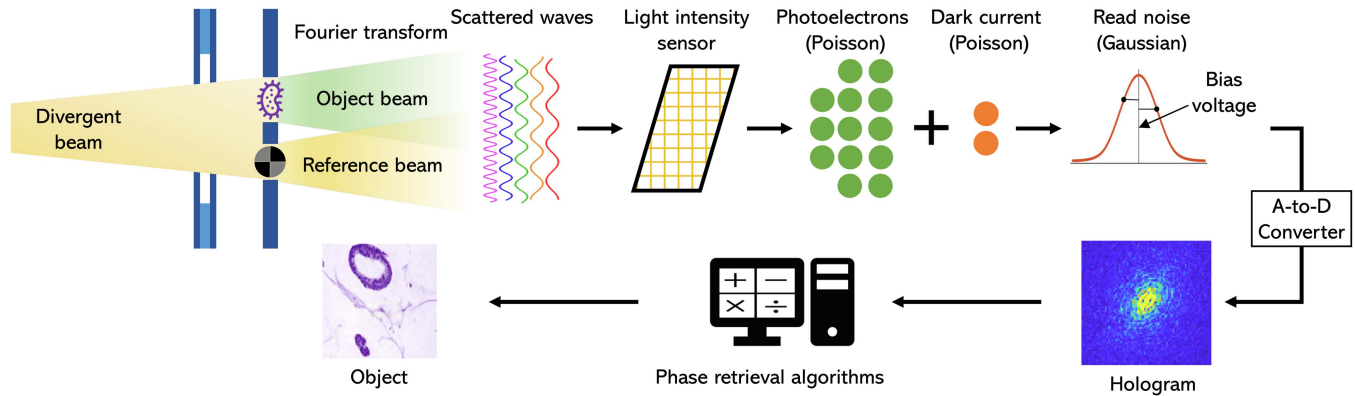 Fourier transform
Scattered waves
Light intensity
sensor
Photoelectrons
(Poisson)
Dark current
(Poisson)
Read noise
(Gaussian)
Divergent
beam
Object beam
Reference beam
Bias
voltage
A-to-D
Converter
Object
Phase retrieval algorithms
Hologram